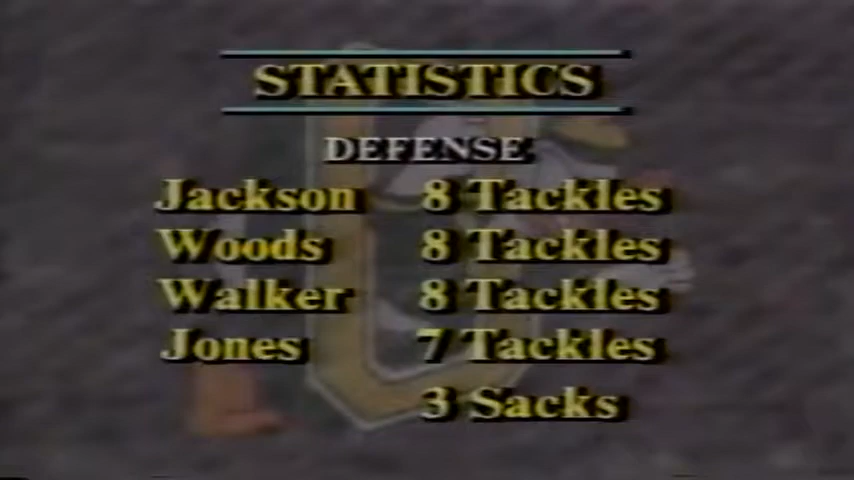 STATISTICS
DEFENSE
Jackson 8 Tackles
Woods 8 Tackles
Walker 8 Tackles
Jones 7 Tackles
3 Sacks